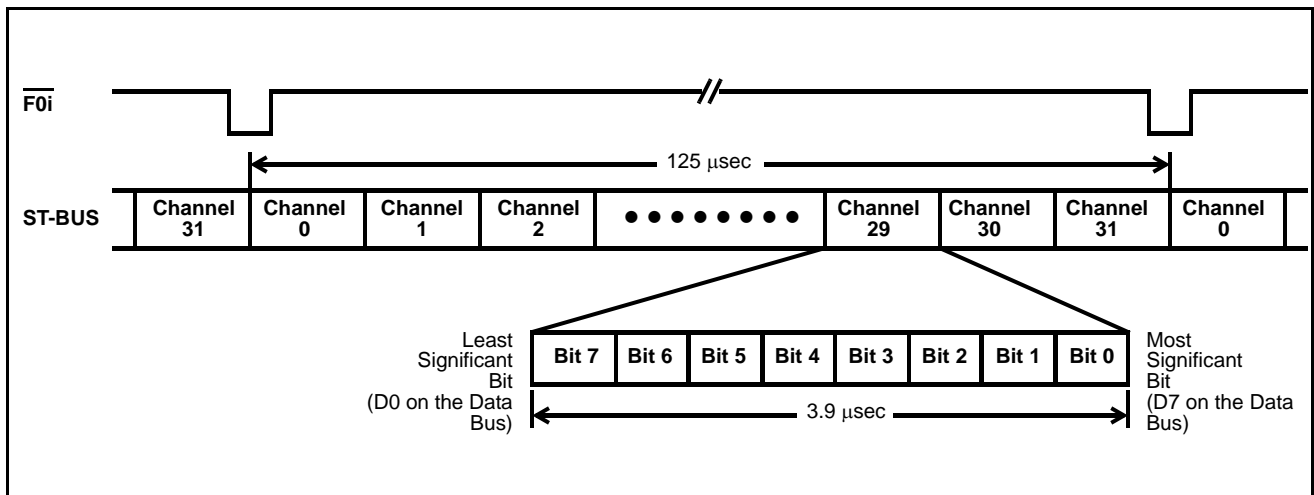 F0i
125 μsec
ST-BUS
Channel 31
Channel 0
Channel 1
Channel 2
Channel 29
Channel 30
Channel 31
Channel 0
Least
Significant
Bit
(D0 on the Data
Bus)
Bit 7
Bit 6
Bit 5
Bit 4
Bit 3
Bit 2
Bit 1
Bit 0
Most
Significant
Bit
(D7 on the Data
Bus)
3.9 μsec